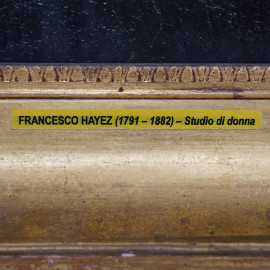 FRANCESCO HAYEZ (1791 – 1882) – Studio di donna